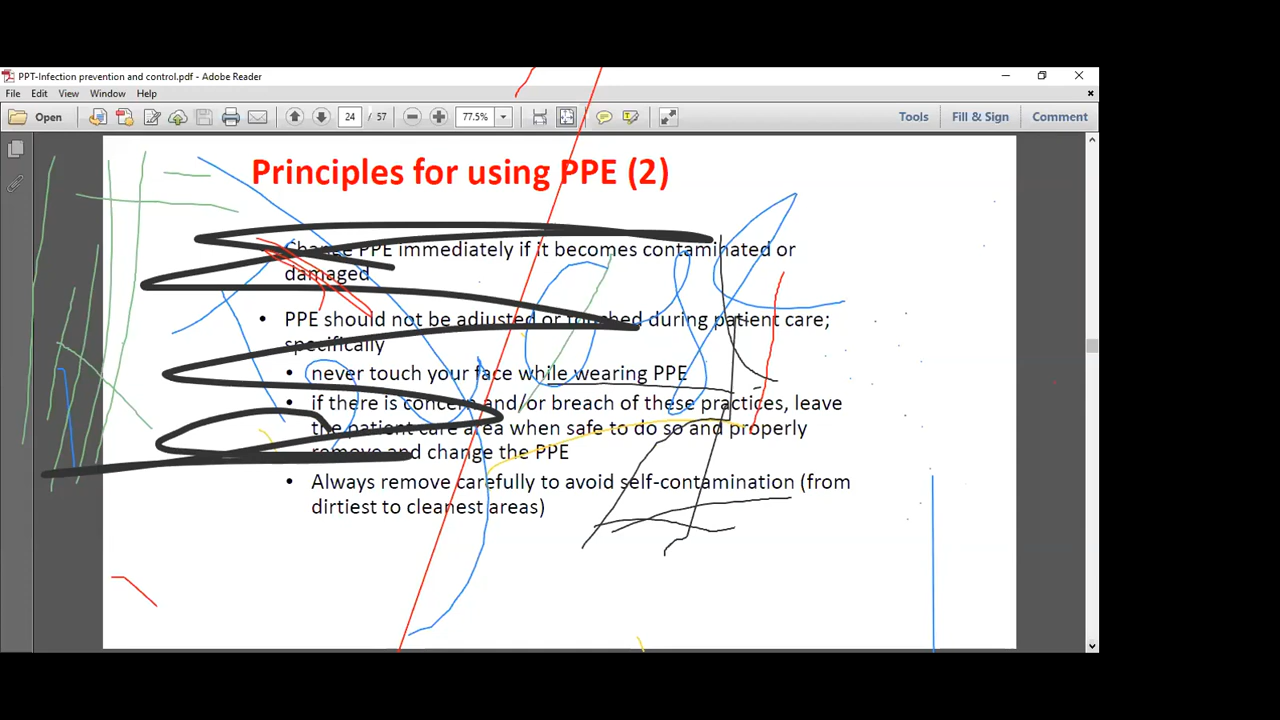 PPT-Infection prevention and control.pdf - Adobe Reader
File Edit View Window Help
Open 24 / 57 77.5% Tools Fill & Sign Comment
Principles for using PPE (2)
• Change PPE immediately if it becomes contaminated or
damaged
• PPE should not be adjusted or touched during patient care;
specifically
• never touch your face while wearing PPE
• if there is concern and/or breach of these practices, leave
the patient care area when safe to do so and properly
remove and change the PPE
• Always remove carefully to avoid self-contamination (from
dirtiest to cleanest areas)